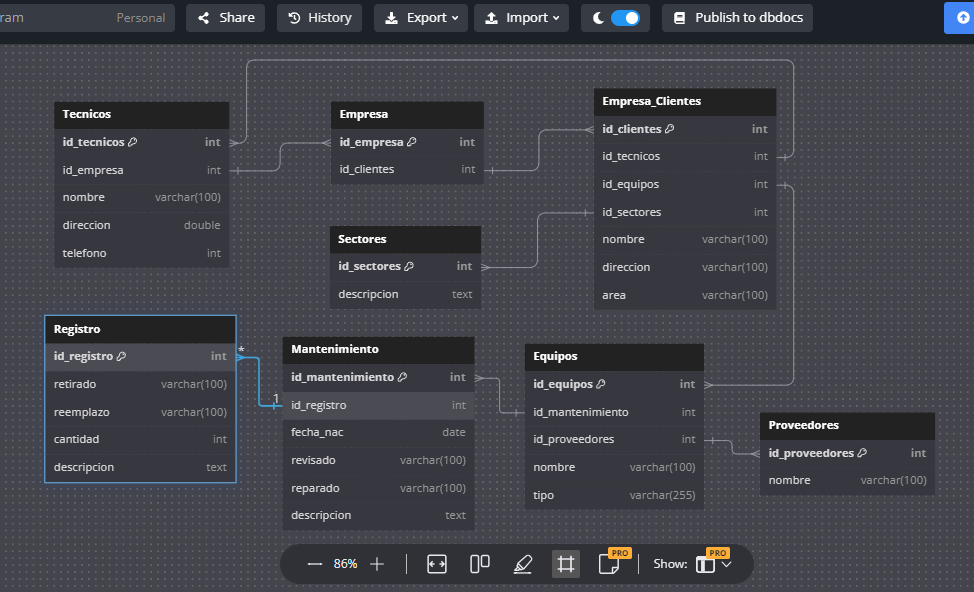 ram Personal Share History Export Import Publish to dbdocs
Tecnicos
id_tecnicos int
id_empresa int
nombre varchar(100)
direccion double
telefono int
Empresa
id_empresa int
id_clientes int
Empresa_Clientes
id_clientes int
id_tecnicos int
id_equipos int
id_sectores int
nombre varchar(100)
direccion varchar(100)
area varchar(100)
Sectores
id_sectores int
descripcion text
Registro
id_registro int
retirado varchar(100)
reemplazo varchar(100)
cantidad int
descripcion text
*
1
Mantenimiento
id_mantenimiento int
id_registro int
fecha_nac date
revisado varchar(100)
reparado varchar(100)
descripcion text
Equipos
id_equipos int
id_mantenimiento int
id_proveedores int
nombre varchar(100)
tipo varchar(255)
Proveedores
id_proveedores int
nombre varchar(100)
86% PRO Show: PRO